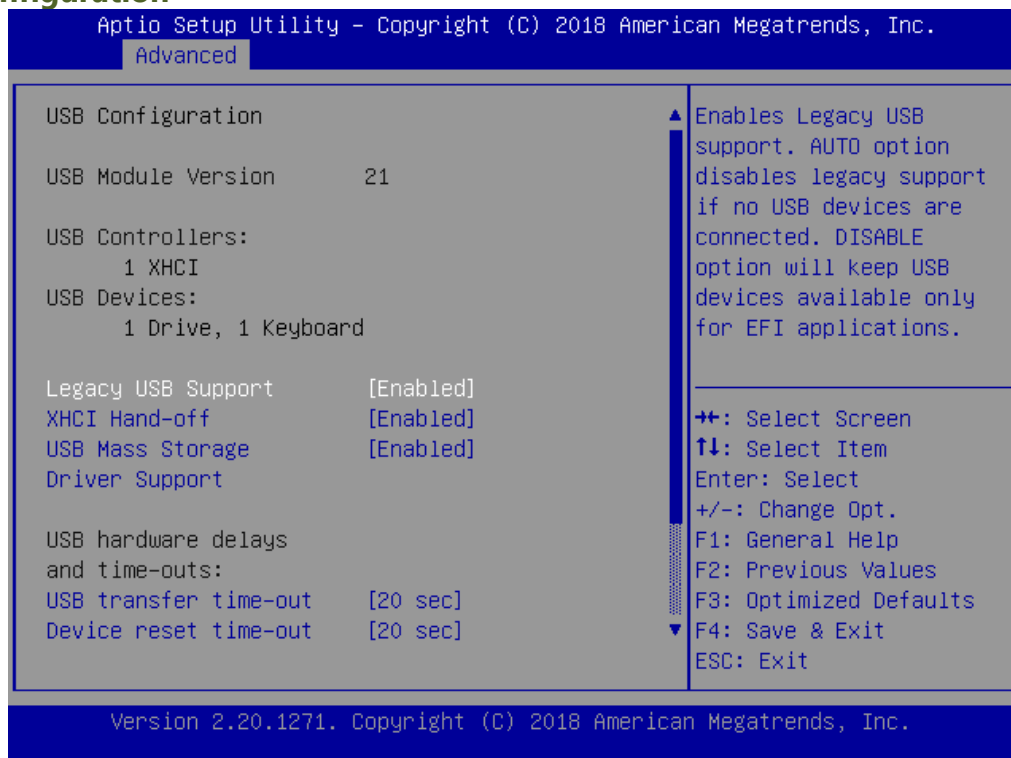 Aptio Setup Utility – Copyright (C) 2018 American Megatrends, Inc.
Advanced
USB Configuration
USB Module Version 21
USB Controllers:
1 XHCI
USB Devices:
1 Drive, 1 Keyboard
Legacy USB Support [Enabled]
XHCI Hand-off [Enabled]
USB Mass Storage [Enabled]
Driver Support
USB hardware delays
and time-outs:
USB transfer time-out [20 sec]
Device reset time-out [20 sec]
Enables Legacy USB
support. AUTO option
disables legacy support
if no USB devices are
connected. DISABLE
option will keep USB
devices available only
for EFI applications.
→←: Select Screen
↑↓: Select Item
Enter: Select
+/-: Change Opt.
F1: General Help
F2: Previous Values
F3: Optimized Defaults
F4: Save & Exit
ESC: Exit
Version 2.20.1271. Copyright (C) 2018 American Megatrends, Inc.